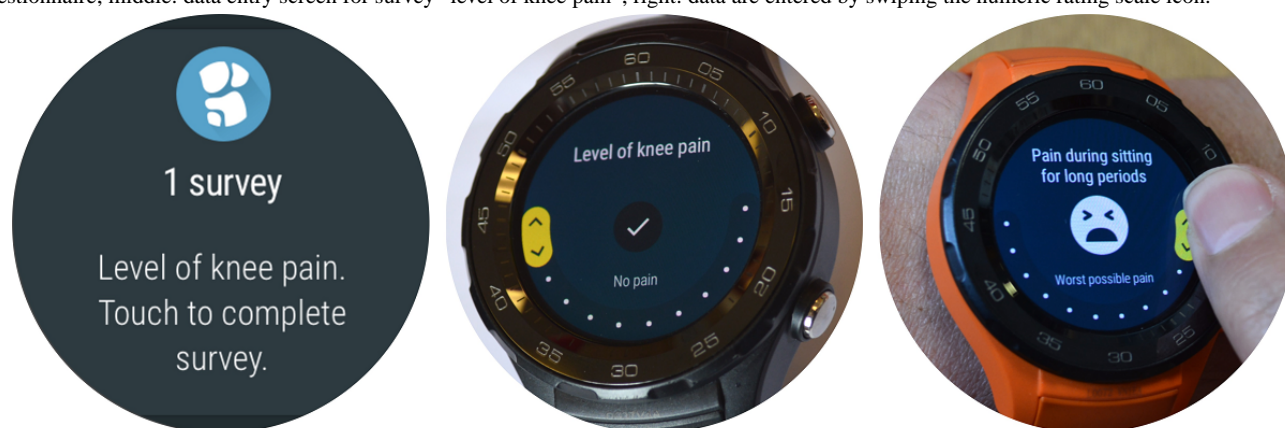 estionnaire; middle: data entry screen for survey "level of knee pain"; right: data are entered by swiping the numeric rating scale icon.
1 survey
Level of knee pain.
Touch to complete
survey.
60
05
10
15
20
25
30
35
40
45
50
55
Level of knee pain
No pain
60
05
10
25
30
35
40
45
50
55
Pain during sitting
for long periods
Worst possible pain